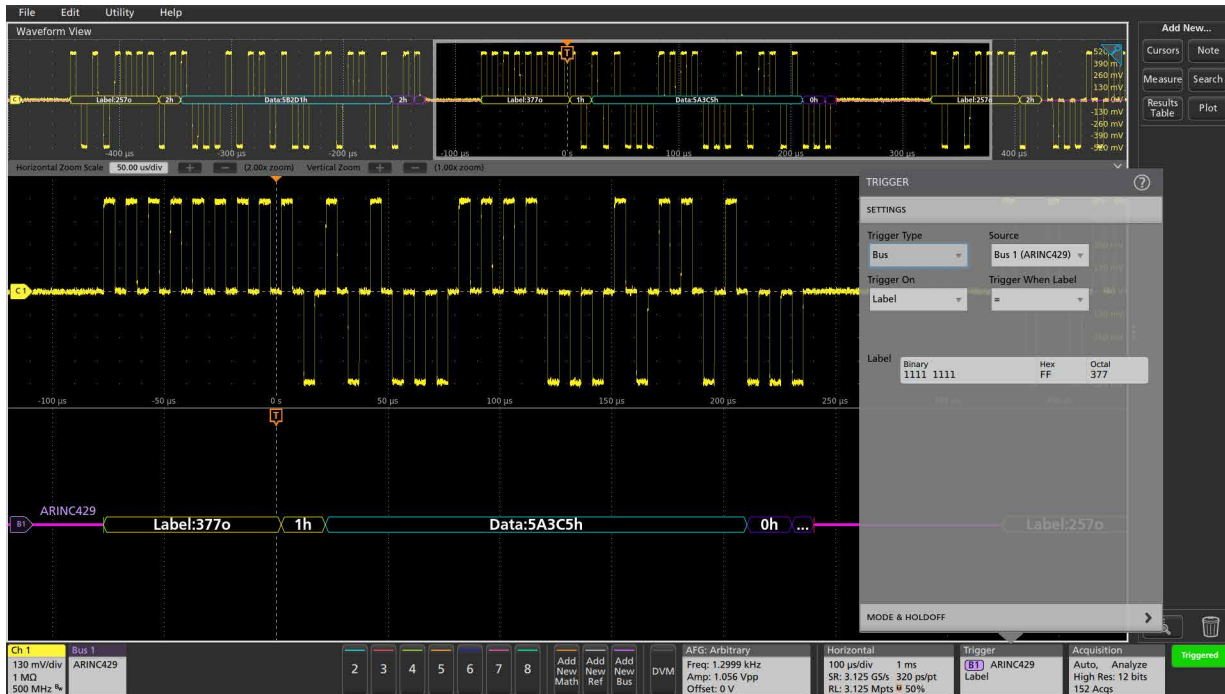 File Edit Utility Help
Waveform View
Add New...
Cursors Note
Measure Search
Results Table Plot
T
390 m
260 mV
130 mV
-130 mV
-260 mV
-390 mV
-520 mV
C
Label:257o 2h Data:5B2D1h 2h Label:377o 1h Data:5A3C5h 0h Label:257o 2h
-400 µs -300 µs -200 µs -100 µs 0 s 100 µs 200 µs 400 µs
Horizontal Zoom Scale 50.00 us/div + − (2.00x zoom) Vertical Zoom + − (1.00x zoom)
C1
-100 µs -50 µs 0 s 50 µs 100 µs 150 µs 200 µs 250 µs
T
TRIGGER ?
SETTINGS
Trigger Type Source
Bus Bus 1 (ARINC429)
Trigger On Trigger When Label
Label =
Label
Binary Hex Octal
1111 1111 FF 377
MODE & HOLDOFF
ARINC429
B1 Label:377o 1h Data:5A3C5h 0h ... Label:257o
Ch 1
130 mV/div
1 MΩ
500 MHz Bw
Bus 1
ARINC429
2 3 4 5 6 7 8
Add New Math
Add New Ref
Add New Bus
DVM
AFG: Arbitrary
Freq: 1.2999 kHz
Amp: 1.056 Vpp
Offset: 0 V
Horizontal
100 µs/div 1 ms
SR: 3.125 GS/s 320 ps/pt
RL: 3.125 Mpts 50%
Trigger
B1 ARINC429
Label
Acquisition
Auto, Analyze
High Res: 12 bits
152 Acqs
Triggered